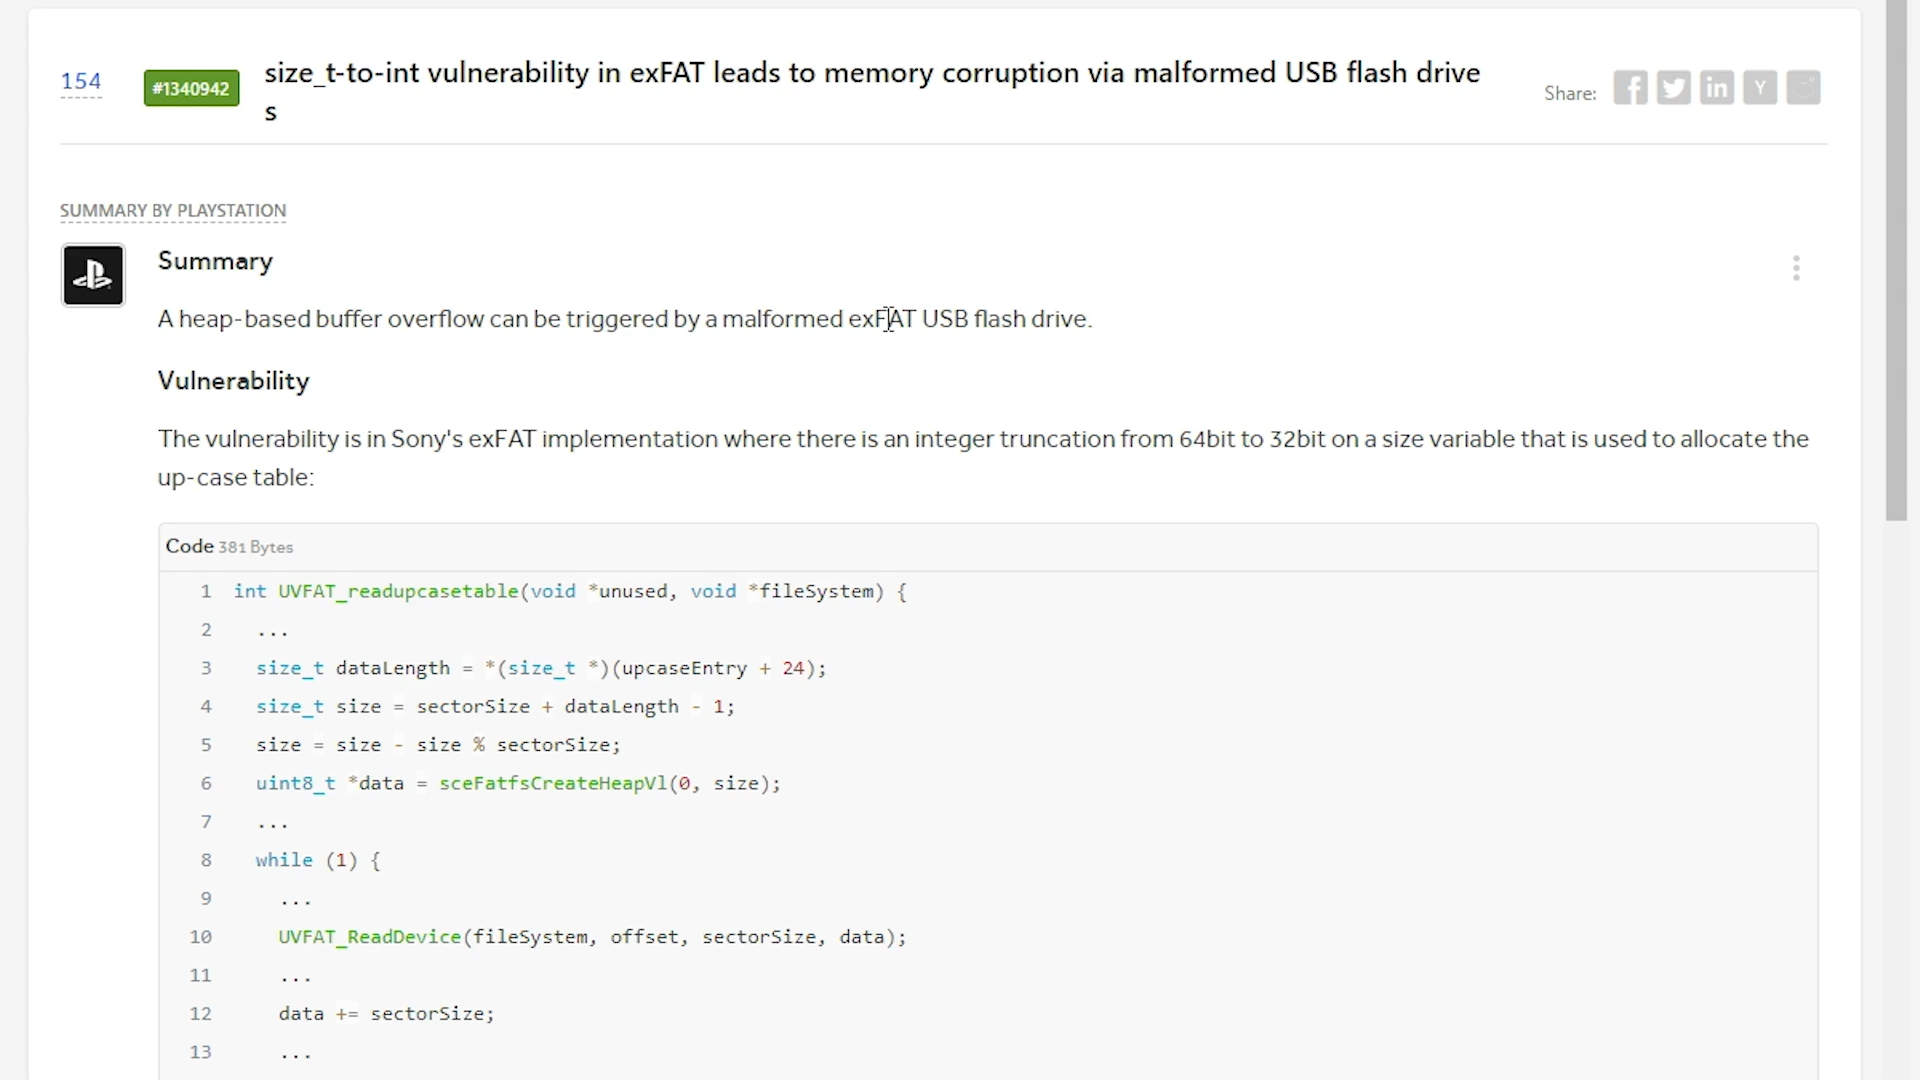 154
#1340942
size_t-to-int vulnerability in exFAT leads to memory corruption via malformed USB flash drive
s
Share:
SUMMARY BY PLAYSTATION
Summary
A heap-based buffer overflow can be triggered by a malformed exFAT USB flash drive.
Vulnerability
The vulnerability is in Sony's exFAT implementation where there is an integer truncation from 64bit to 32bit on a size variable that is used to allocate the
up-case table:
Code 381 Bytes
1 int UVFAT_readupcasetable(void *unused, void *fileSystem) {
2 ...
3 size_t dataLength = *(size_t *)(upcaseEntry + 24);
4 size_t size = sectorSize + dataLength - 1;
5 size = size - size % sectorSize;
6 uint8_t *data = sceFatfsCreateHeapVl(0, size);
7 ...
8 while (1) {
9 ...
10 UVFAT_ReadDevice(fileSystem, offset, sectorSize, data);
11 ...
12 data += sectorSize;
13 ...